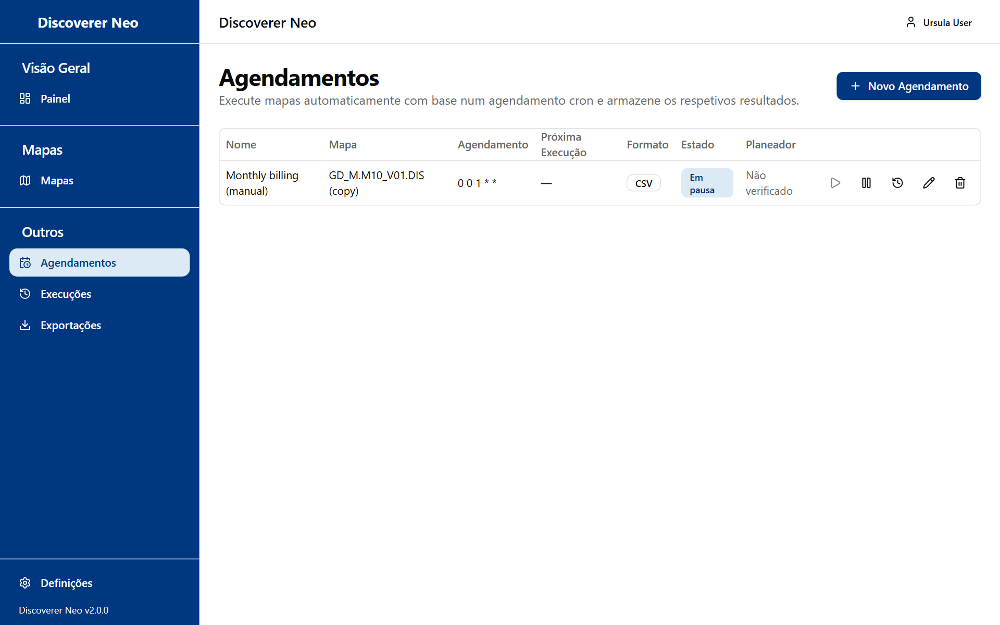 Discoverer Neo
Visão Geral
Painel
Mapas
Mapas
Outros
Agendamentos
Execuções
Exportações
Definições
Discoverer Neo v2.0.0
Discoverer Neo
Ursula User
Agendamentos
Execute mapas automaticamente com base num agendamento cron e armazene os respetivos resultados.
Novo Agendamento
Nome Mapa Agendamento Próxima Execução Formato Estado Planeador
Monthly billing (manual) GD_M.M10_V01.DIS (copy) 0 0 1 * * — CSV Em pausa Não verificado